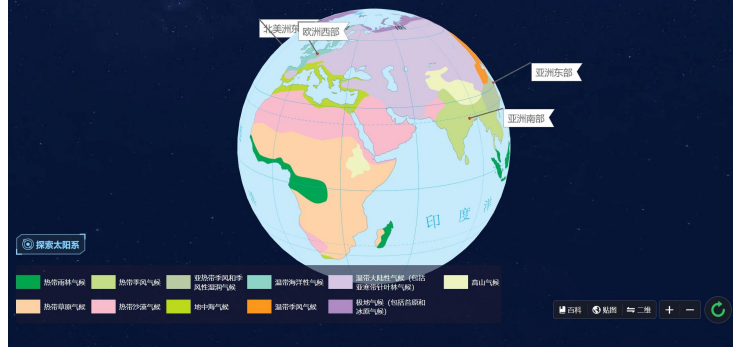 北美洲东
欧洲西部
亚洲东部
亚洲南部
印 度 洋
探索太阳系
热带雨林气候
热带季风气候
亚热带季风和季
风性湿润气候
温带海洋性气候
温带大陆性气候（包括
亚寒带针叶林气候）
高山气候
热带草原气候
热带沙漠气候
地中海气候
温带季风气候
极地气候（包括苔原和
冰原气候）
百科
贴图
二维